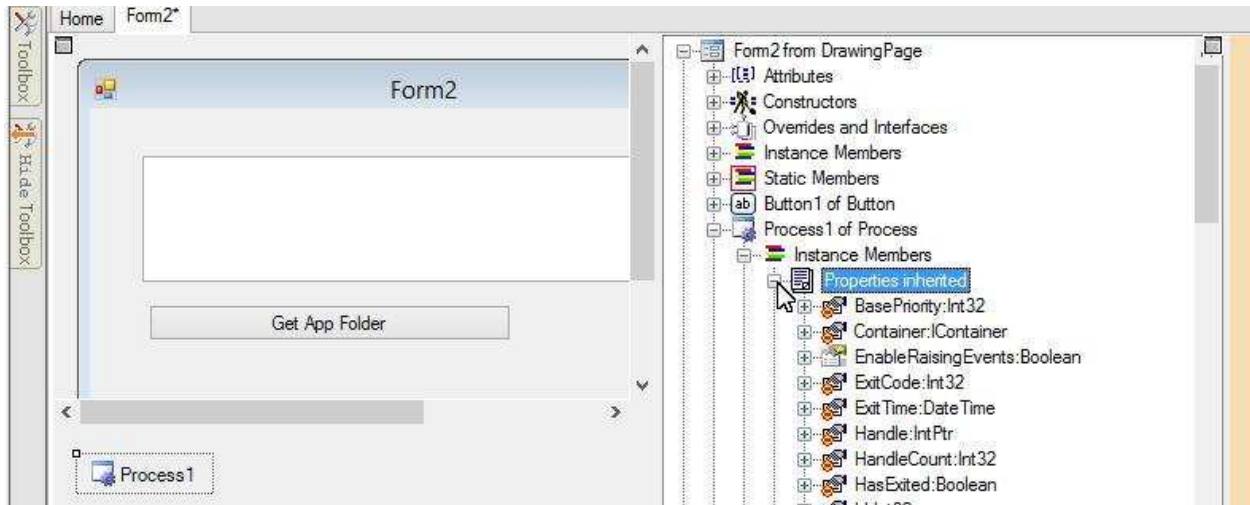 Home
Form2*
Toolbox
Hide Toolbox
Form2
Get App Folder
Process1
Form2 from DrawingPage
Attributes
Constructors
Overrides and Interfaces
Instance Members
Static Members
ab Button1 of Button
Process1 of Process
Instance Members
Properties inherited
BasePriority:Int32
Container:IContainer
EnableRaisingEvents:Boolean
ExitCode:Int32
ExitTime:DateTime
Handle:IntPtr
HandleCount:Int32
HasExited:Boolean